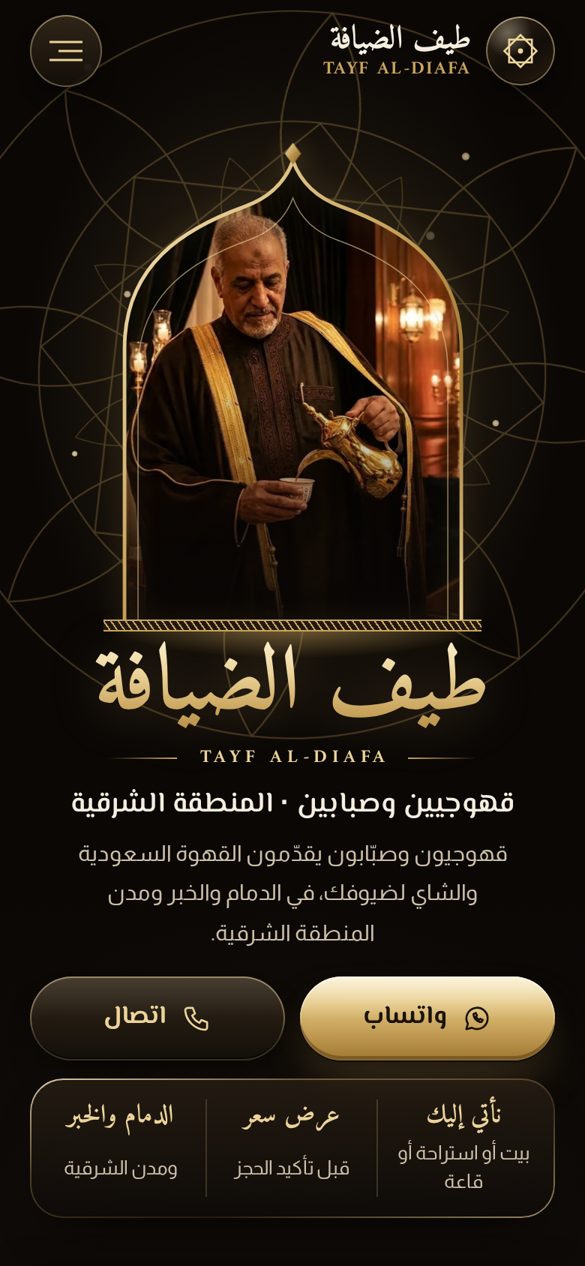 طيف الضيافة
TAYF AL-DIAFA
طيف الضيافة
TAYF AL-DIAFA
قهوجيين وصبابين · المنطقة الشرقية
قهوجيون وصبّابون يقدّمون القهوة السعودية
والشاي لضيوفك، في الدمام والخبر ومدن
المنطقة الشرقية.
واتساب
اتصال
نأتي إليك
بيت أو استراحة أو
قاعة
عرض سعر
قبل تأكيد الحجز
الدمام والخبر
ومدن الشرقية